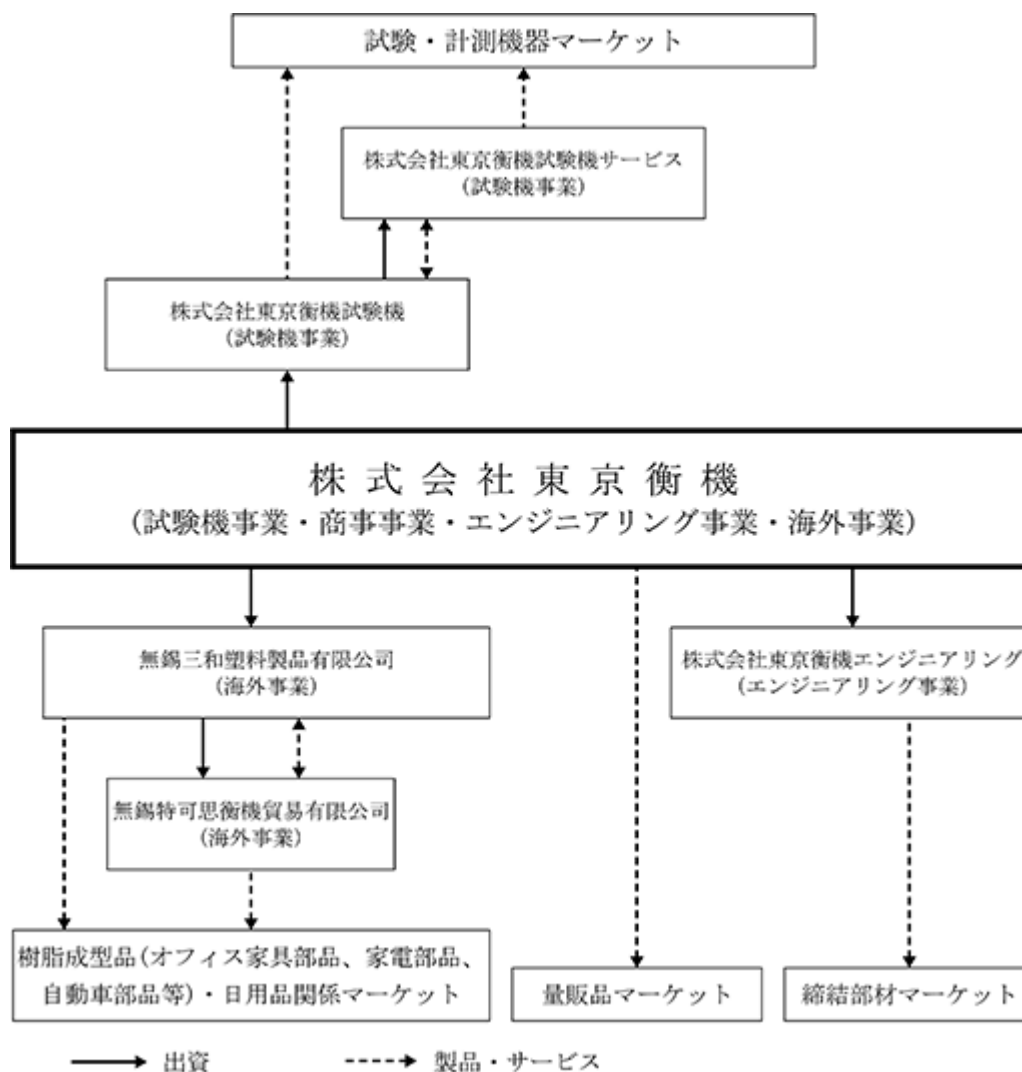 試験・計測機器マーケット
株式会社東京衡機試験機サービス
(試験機事業)
株式会社東京衡機試験機
(試験機事業)
株式会社東京衡機
(試験機事業・商事事業・エンジニアリング事業・海外事業)
無錫三和塑料製品有限公司
(海外事業)
株式会社東京衡機エンジニアリング
(エンジニアリング事業)
無錫特可思衡機貿易有限公司
(海外事業)
樹脂成型品(オフィス家具部品、家電部品、
自動車部品等)・日用品関係マーケット
量販品マーケット
締結部材マーケット
出資
製品・サービス